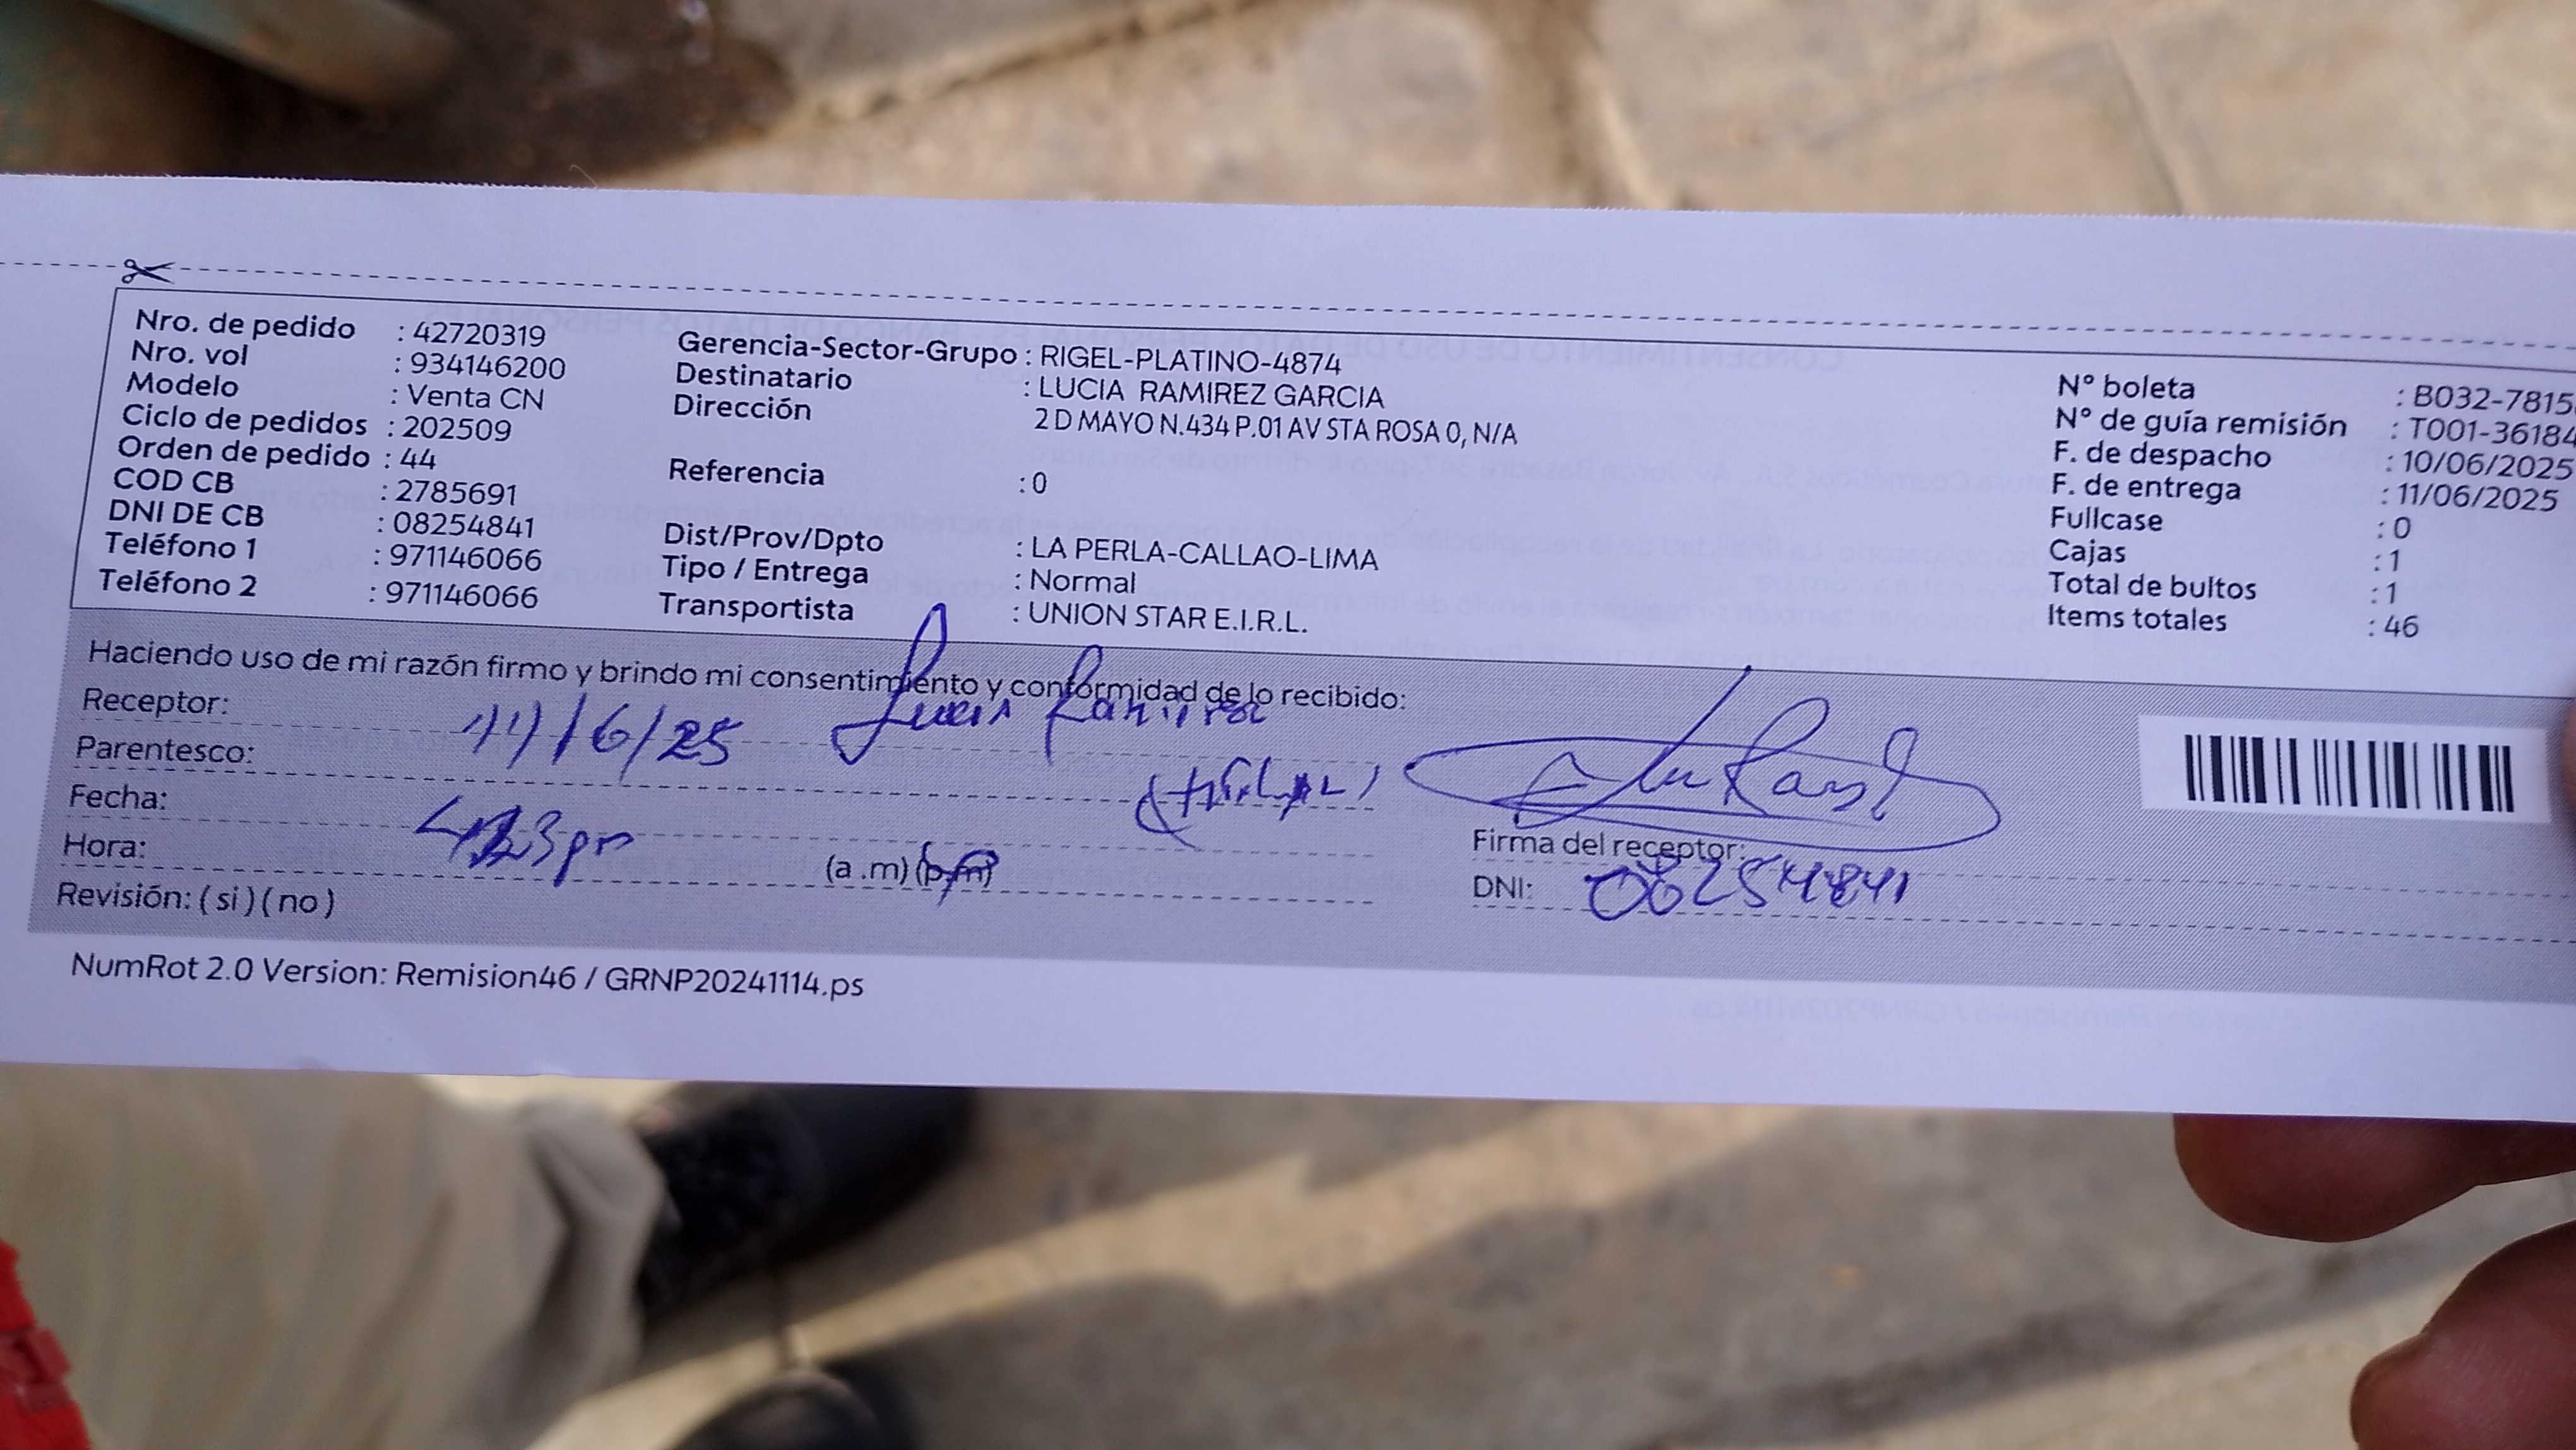 Nro. de pedido : 42720319
Nro. vol : 934146200
Modelo : Venta CN
Ciclo de pedidos : 202509
Orden de pedido : 44
COD CB : 2785691
DNI DE CB : 08254841
Teléfono 1 : 971146066
Teléfono 2 : 971146066
Gerencia-Sector-Grupo : RIGEL-PLATINO-4874
Destinatario : LUCIA RAMIREZ GARCIA
Dirección 2 D MAYO N.434 P.01 AV STA ROSA 0, N/A
Referencia : 0
Dist/Prov/Dpto : LA PERLA-CALLAO-LIMA
Tipo / Entrega : Normal
Transportista : UNION STAR E.I.R.L.
N° boleta : B032-7815
N° de guía remisión : T001-36184
F. de despacho : 10/06/2025
F. de entrega : 11/06/2025
Fullcase : 0
Cajas : 1
Total de bultos : 1
Items totales : 46
Haciendo uso de mi razón firmo y brindo mi consentimiento y conformidad de lo recibido:
Receptor: 11/6/25 Lucia Ramirez
Parentesco:
Fecha:
Hora: (a .m) (p.m)
Revisión: ( si ) ( no )
Firma del receptor:
DNI: 08254841
NumRot 2.0 Version: Remision46 / GRNP20241114.ps